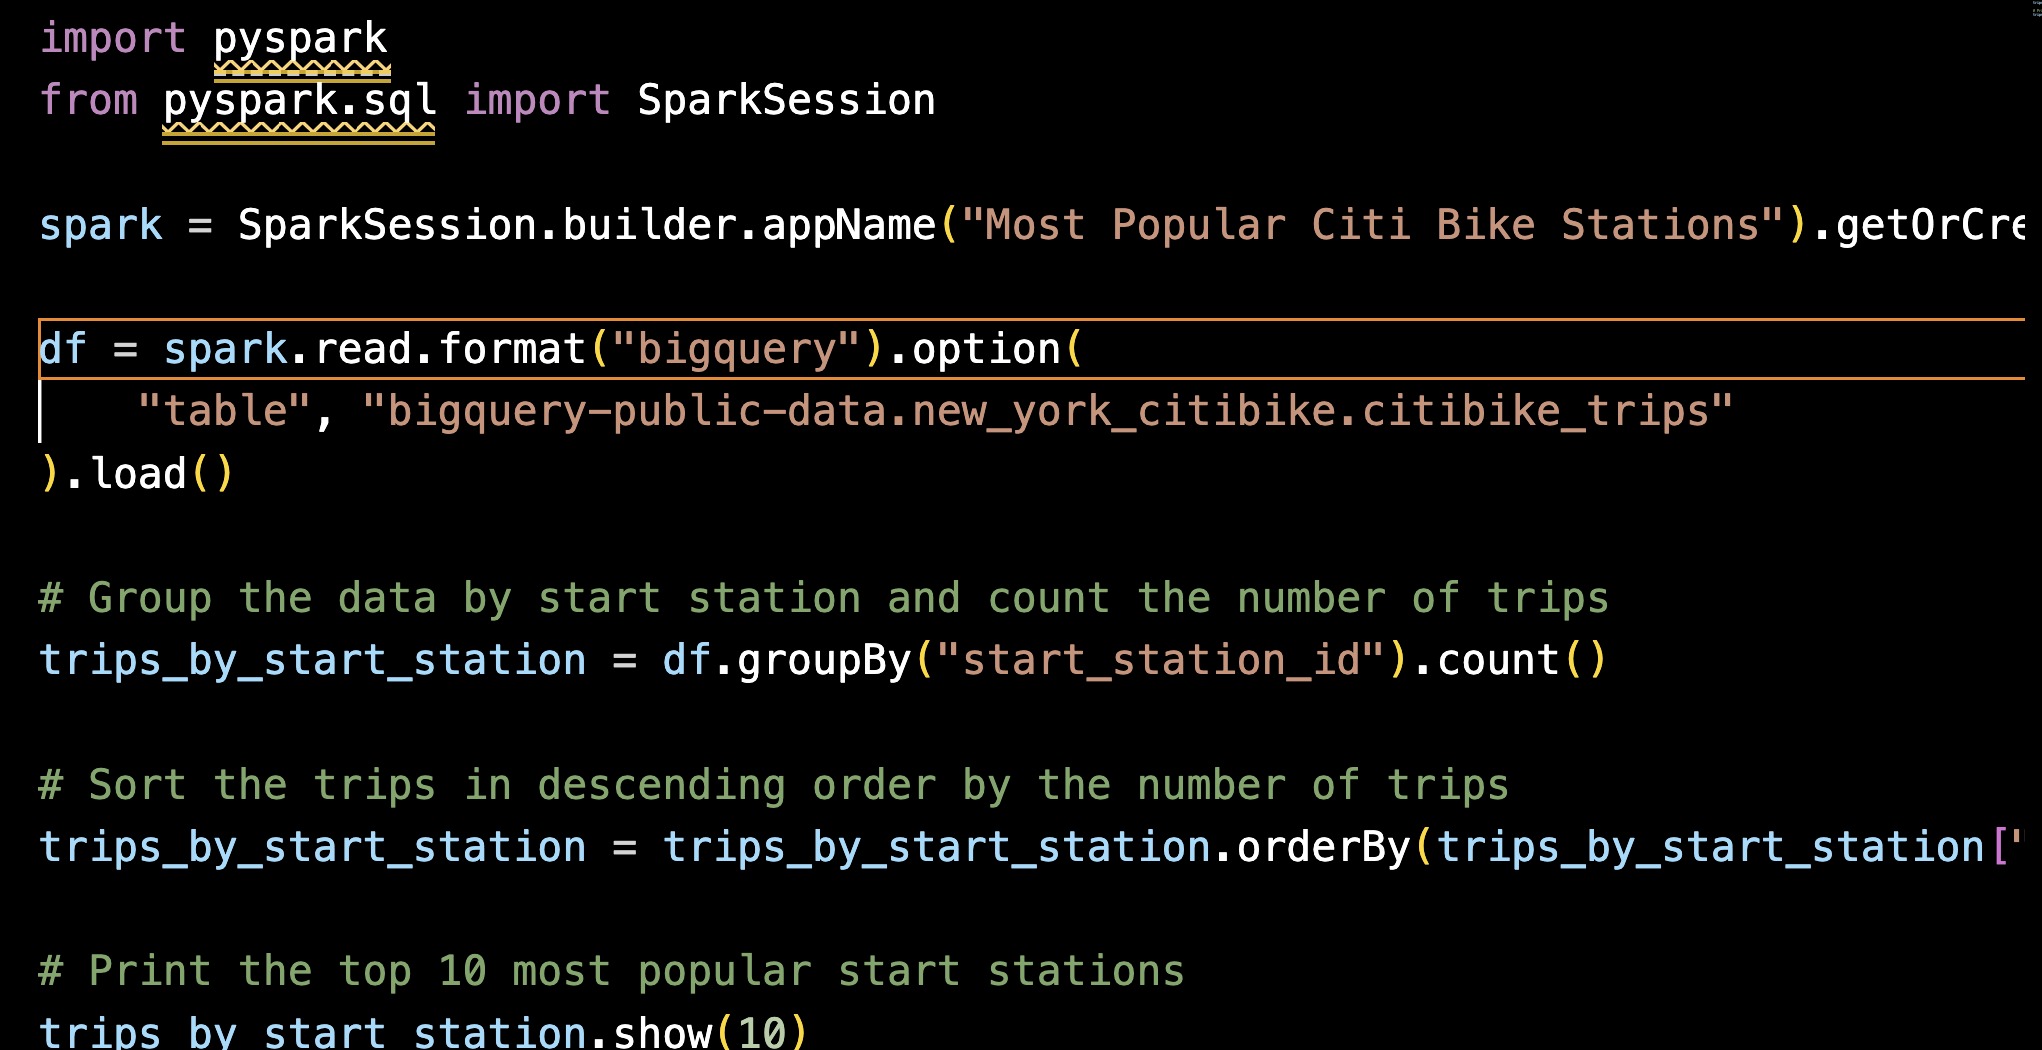 import pyspark
from pyspark.sql import SparkSession
spark = SparkSession.builder.appName("Most Popular Citi Bike Stations").getOrCre
df = spark.read.format("bigquery").option(
    "table", "bigquery-public-data.new_york_citibike.citibike_trips"
).load()
# Group the data by start station and count the number of trips
trips_by_start_station = df.groupBy("start_station_id").count()
# Sort the trips in descending order by the number of trips
trips_by_start_station = trips_by_start_station.orderBy(trips_by_start_station["
# Print the top 10 most popular start stations
trips_by_start_station.show(10)